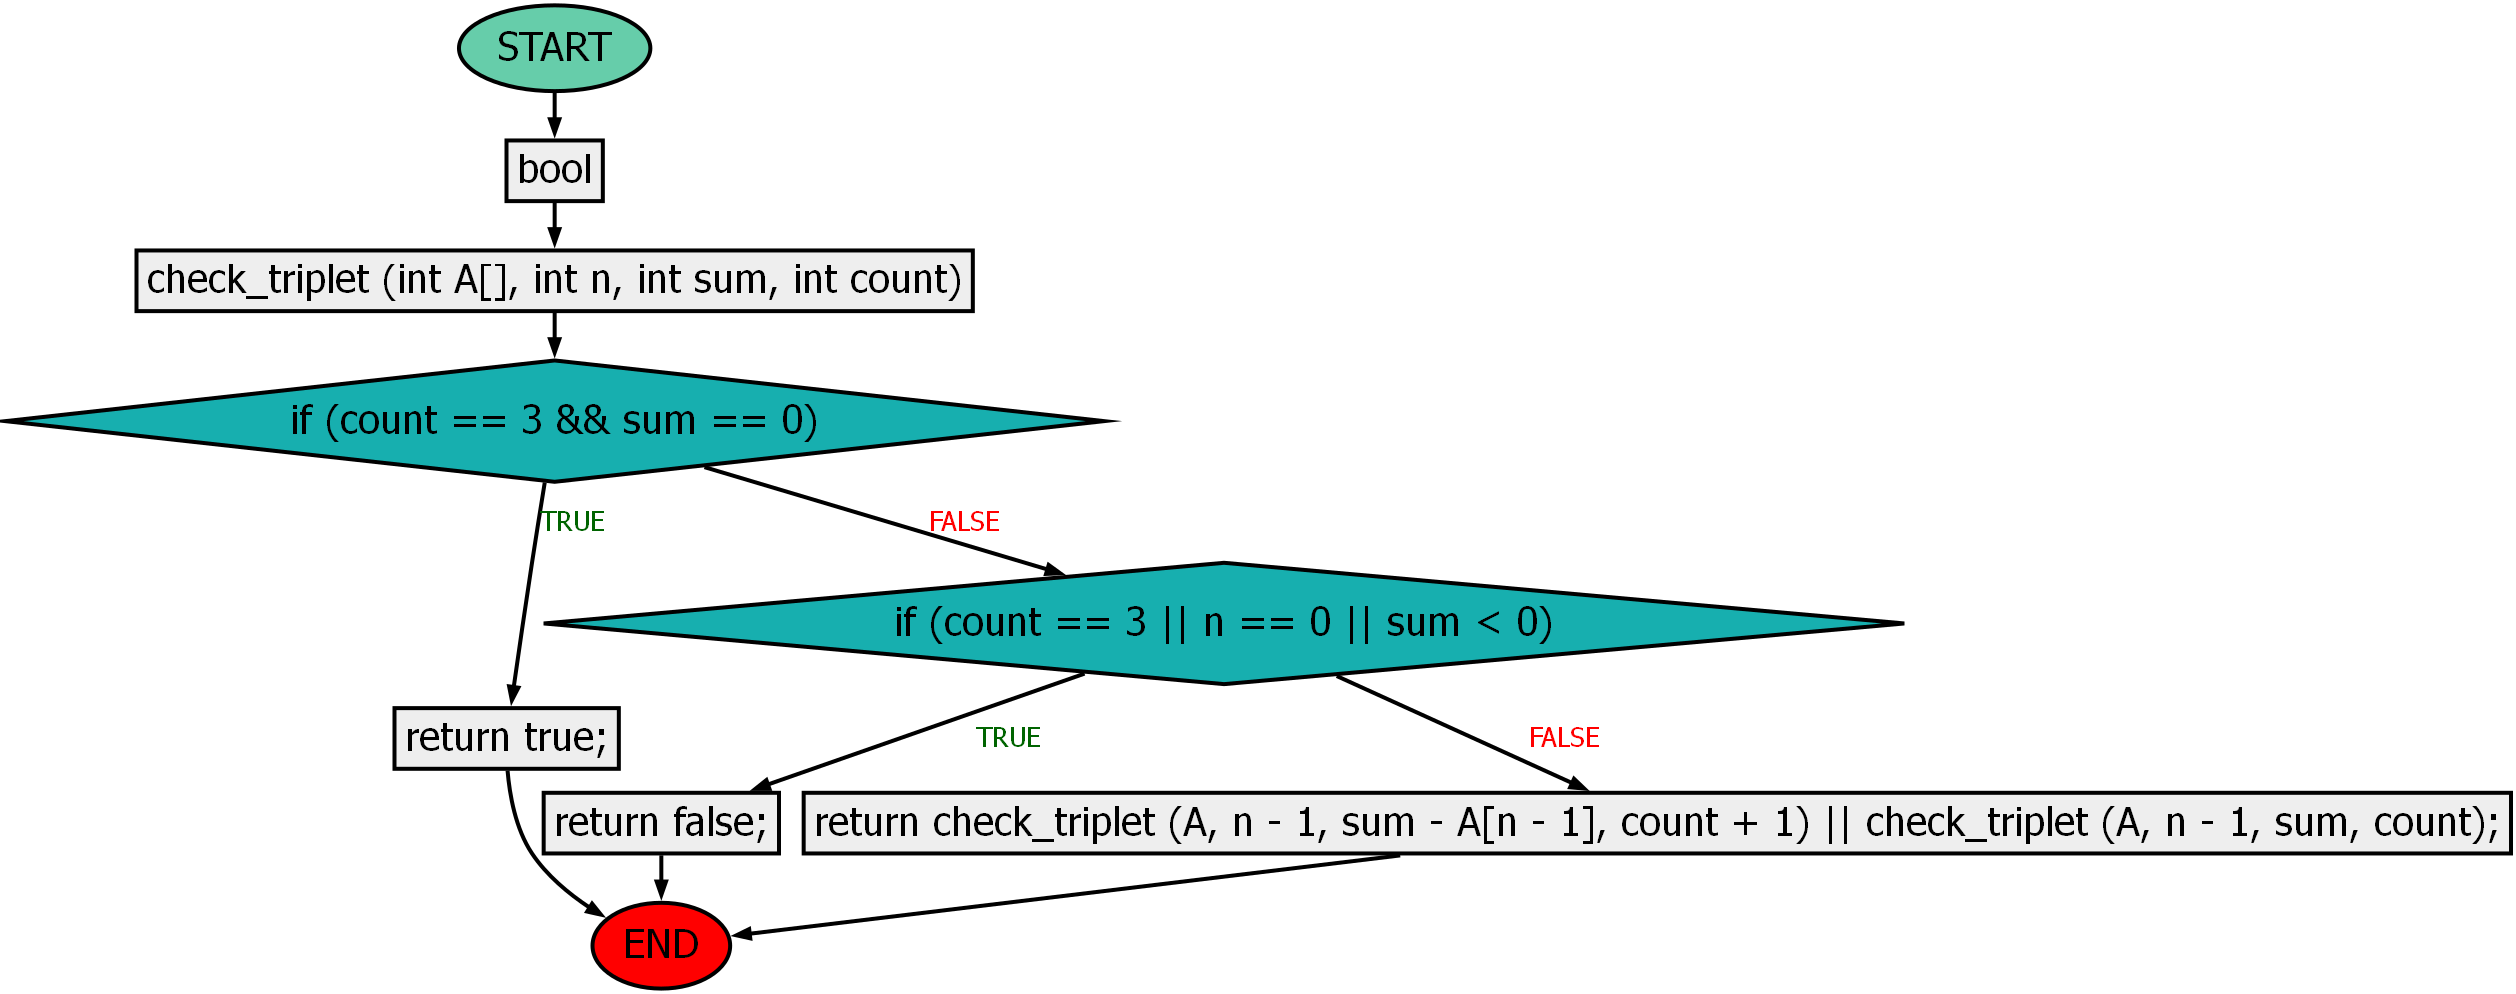 START
bool
check_triplet (int A[], int n, int sum, int count)
if (count == 3 && sum == 0)
TRUE
FALSE
if (count == 3 || n == 0 || sum < 0)
return true;
TRUE
FALSE
return false;
return check_triplet (A, n - 1, sum - A[n - 1], count + 1) || check_triplet (A, n - 1, sum, count);
END